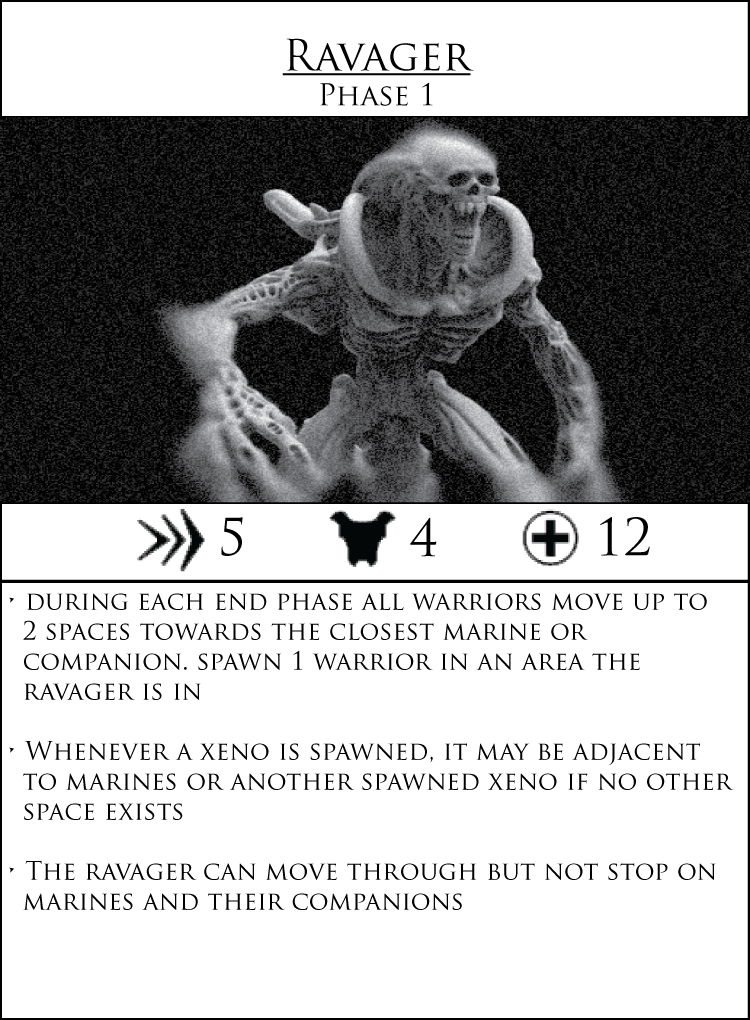 Ravager
Phase 1
5 4 12
· during each end phase all warriors move up to
2 spaces towards the closest marine or
companion. spawn 1 warrior in an area the
ravager is in
· Whenever a xeno is spawned, it may be adjacent
to marines or another spawned xeno if no other
space exists
· The ravager can move through but not stop on
marines and their companions